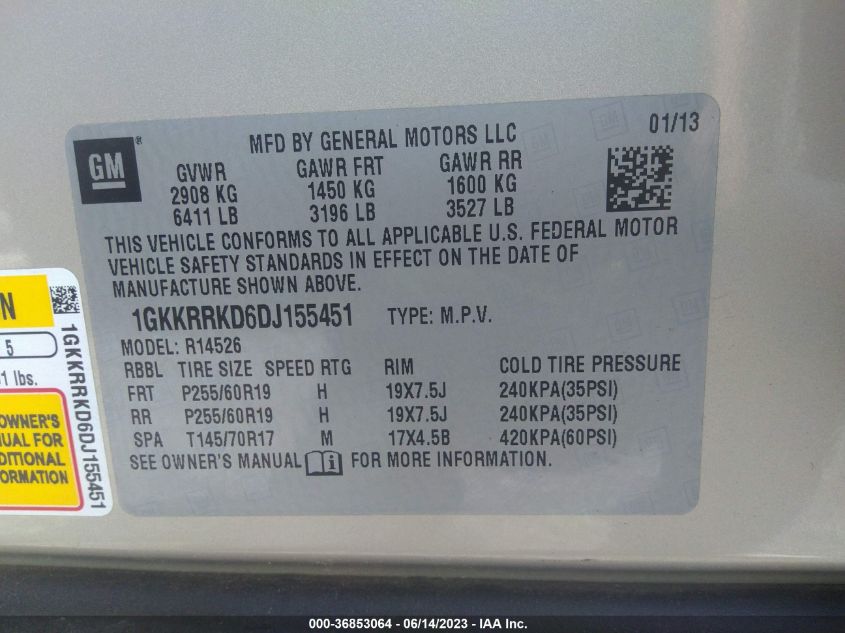 GM ®
MFD BY GENERAL MOTORS LLC
01/13
GVWR GAWR FRT GAWR RR
2908 KG 1450 KG 1600 KG
6411 LB 3196 LB 3527 LB
THIS VEHICLE CONFORMS TO ALL APPLICABLE U.S. FEDERAL MOTOR
VEHICLE SAFETY STANDARDS IN EFFECT ON THE DATE OF
MANUFACTURE SHOWN ABOVE.
1GKKRRKD6DJ155451 TYPE: M.P.V.
MODEL: R14526
RBBL TIRE SIZE SPEED RTG RIM COLD TIRE PRESSURE
FRT P255/60R19 H 19X7.5J 240KPA(35PSI)
RR P255/60R19 H 19X7.5J 240KPA(35PSI)
SPA T145/70R17 M 17X4.5B 420KPA(60PSI)
SEE OWNER'S MANUAL FOR MORE INFORMATION.
N
5
1 lbs.
OWNER'S
UAL FOR
DITIONAL
ORMATION
1GKKRRKD6DJ155451
000-36853064 / 06/14/2023 / IAA Inc.